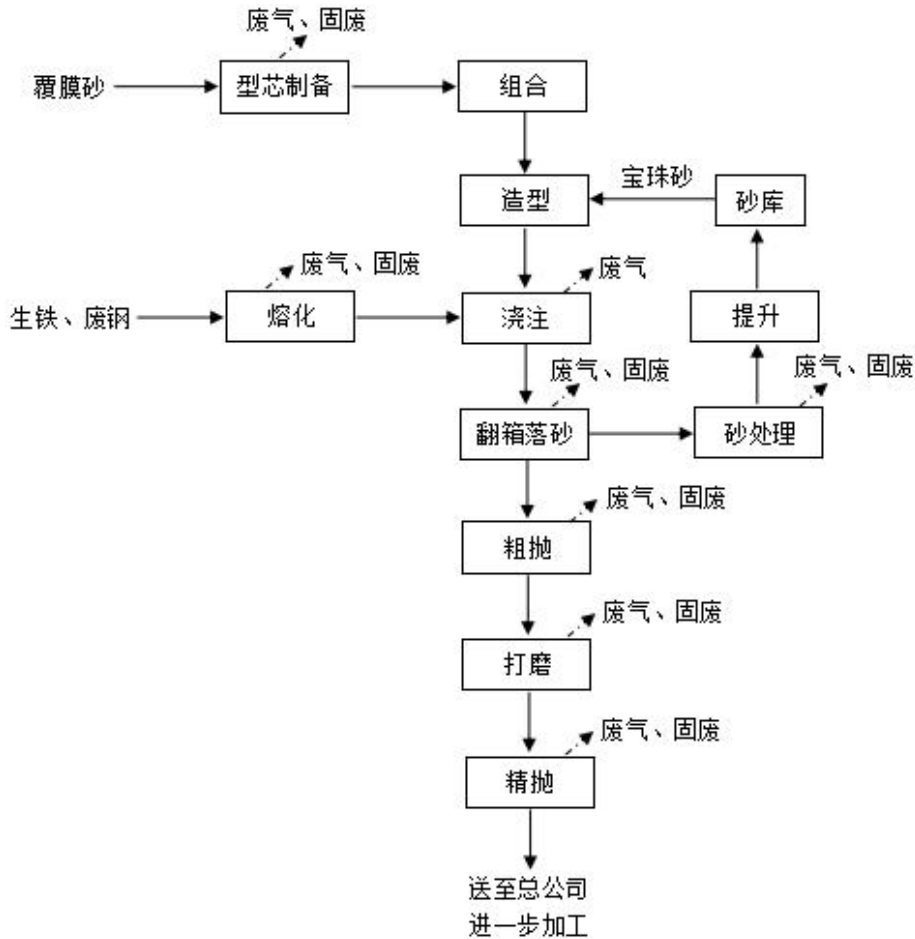 废气、固废
覆膜砂
型芯制备
组合
宝珠砂
造型
砂库
废气、固废
废气
生铁、废钢
熔化
浇注
提升
废气、固废
废气、固废
翻箱落砂
砂处理
废气、固废
粗抛
废气、固废
打磨
废气、固废
精抛
送至总公司
进一步加工